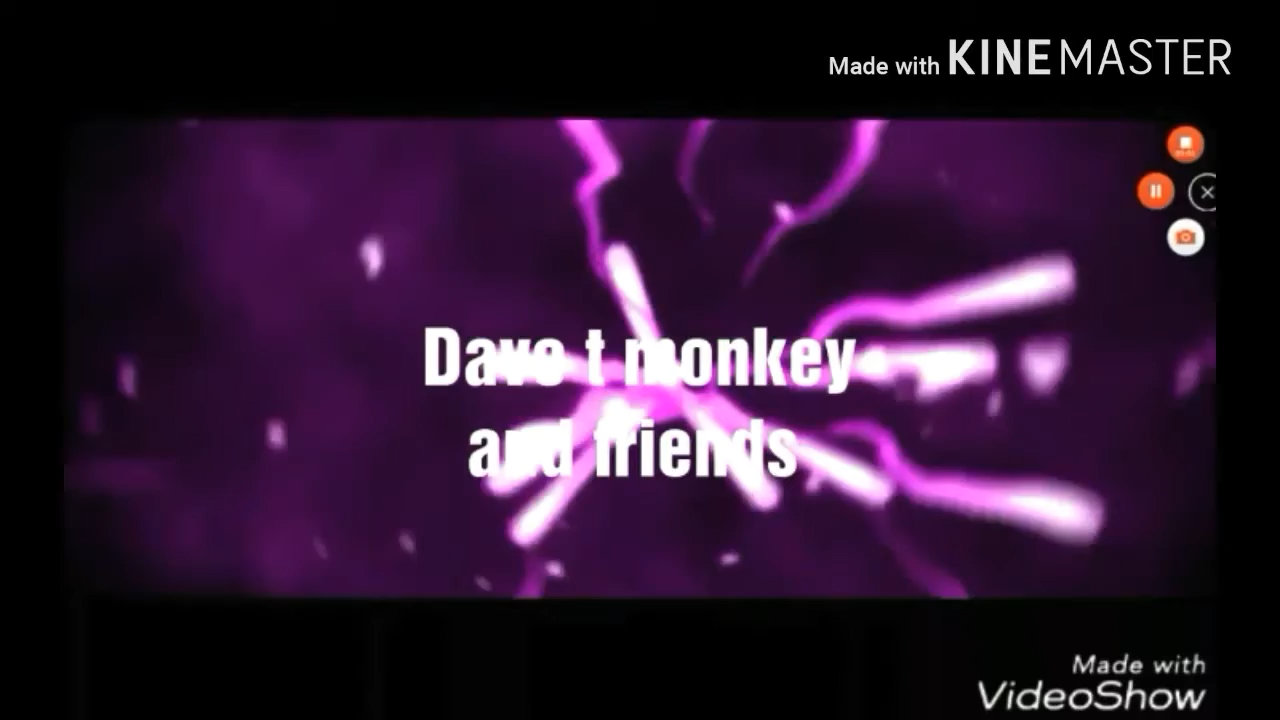 Made with KINEMASTER
Dave t monkey
and friends
Made with
VideoShow